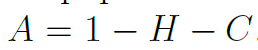 A = 1 − H − C.